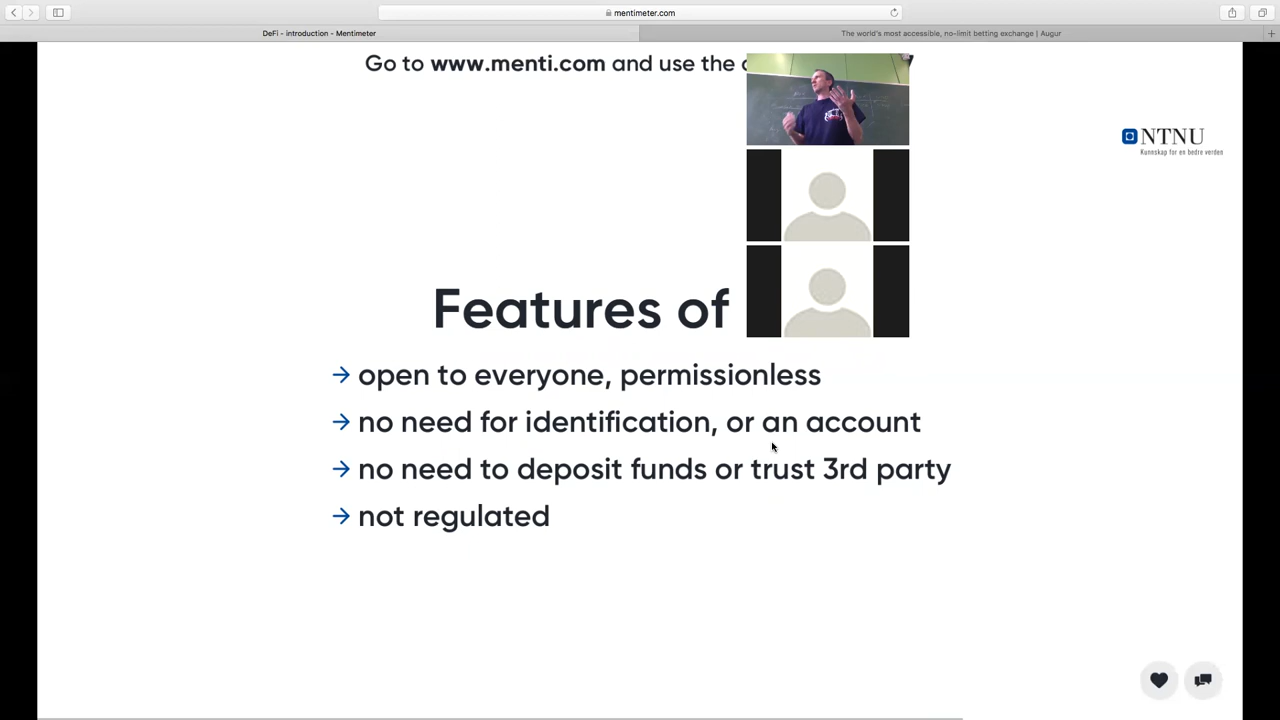 mentimeter.com
DeFi - introduction - Mentimeter
The world's most accessible, no-limit betting exchange | Augur
Go to www.menti.com and use the
NTNU
Kunnskap for en bedre verden
Features of
→ open to everyone, permissionless
→ no need for identification, or an account
→ no need to deposit funds or trust 3rd party
→ not regulated